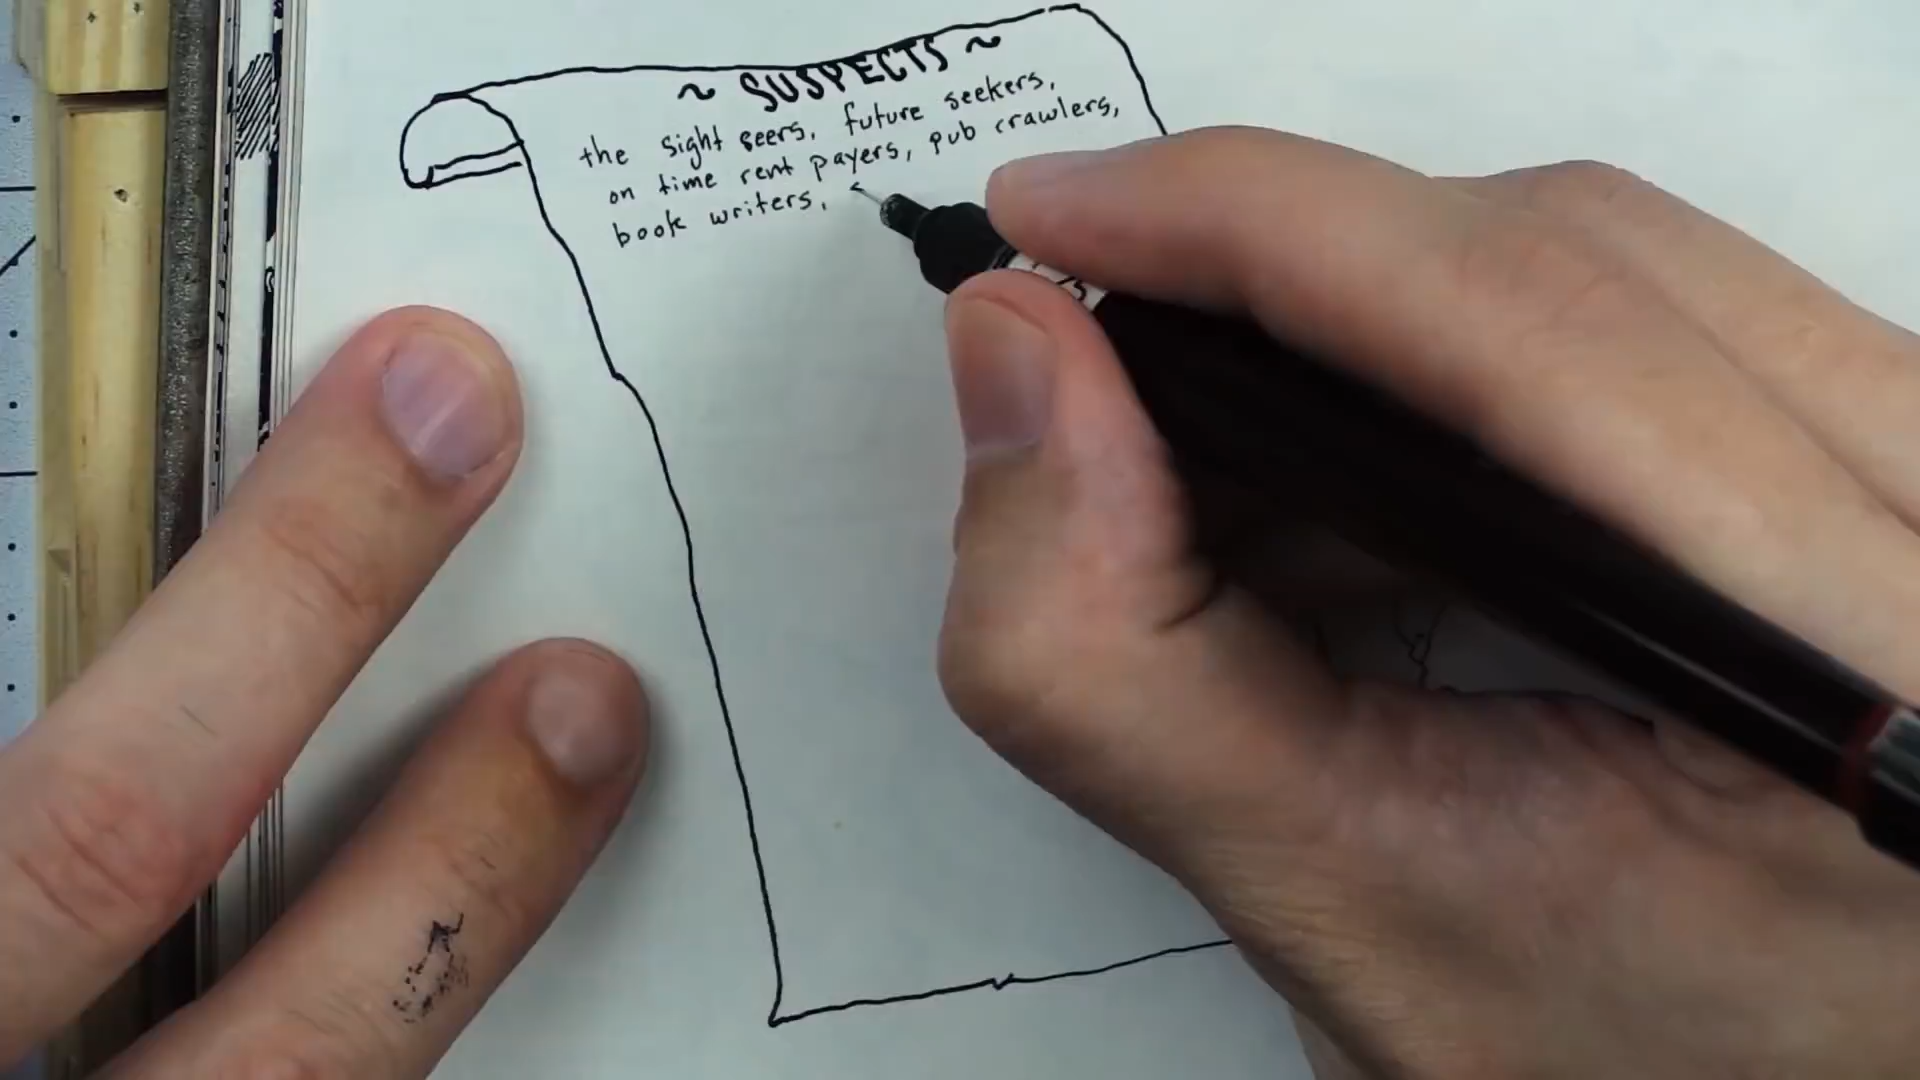 ~ SUSPECTS ~
the sight seers, future seekers,
on time rent payers, pub crawlers,
book writers,